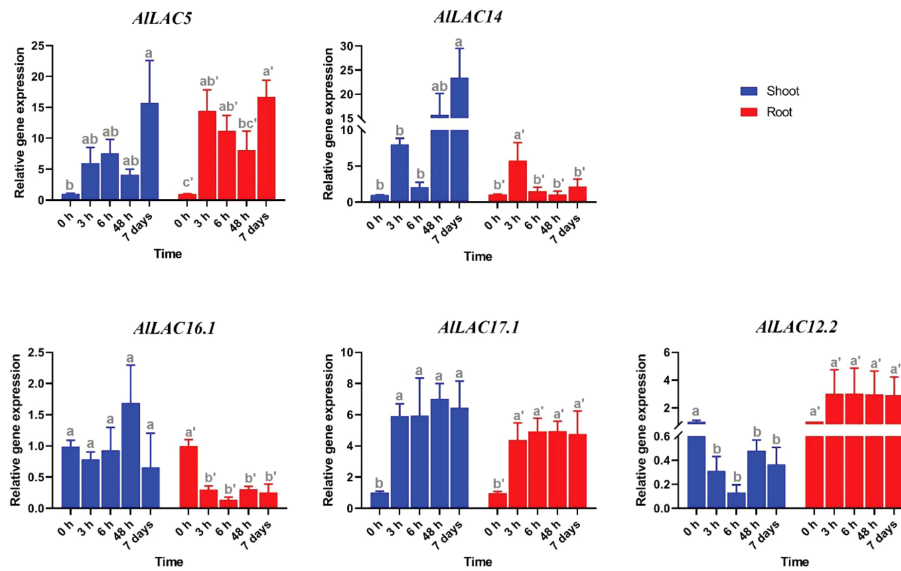 AlLAC5
Relative gene expression
25
20
15
10
5
0
b
ab
ab
ab
a
c'
ab'
ab'
bc'
a'
0 h
3 h
6 h
48 h
7 days
0 h
3 h
6 h
48 h
7 days
Time
AlLAC14
Relative gene expression
30
25
20
15
10
5
0
b
b
b
ab
a
b'
a'
b'
b'
b'
0 h
3 h
6 h
48 h
7 days
0 h
3 h
6 h
48 h
7 days
Time
Shoot
Root
AlLAC16.1
Relative gene expression
2.5
2.0
1.5
1.0
0.5
0.0
a
a
a
a
a
a'
b'
b'
b'
b'
0 h
3 h
6 h
48 h
7 days
0 h
3 h
6 h
48 h
7 days
Time
AlLAC17.1
Relative gene expression
10
8
6
4
2
0
b
a
a
a
a
b'
a'
a'
a'
a'
0 h
3 h
6 h
48 h
7 days
0 h
3 h
6 h
48 h
7 days
Time
AlLAC12.2
Relative gene expression
6
4
2
0.6
0.4
0.2
0.0
a
b
b
b
b
a'
a'
a'
a'
a'
0 h
3 h
6 h
48 h
7 days
0 h
3 h
6 h
48 h
7 days
Time